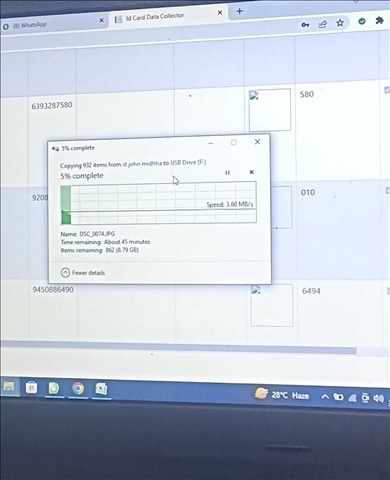 (8) WhatsApp
Id Card Data Collector
6393287580
580
5% complete
Copying 932 items from st john midhha to USB Drive (F:)
5% complete
Speed: 3.60 MB/s
9208
010
Name: DSC_0074.JPG
Time remaining: About 45 minutes
Items remaining: 862 (8.79 GB)
Fewer details
9450886490
6494
28°C Haze